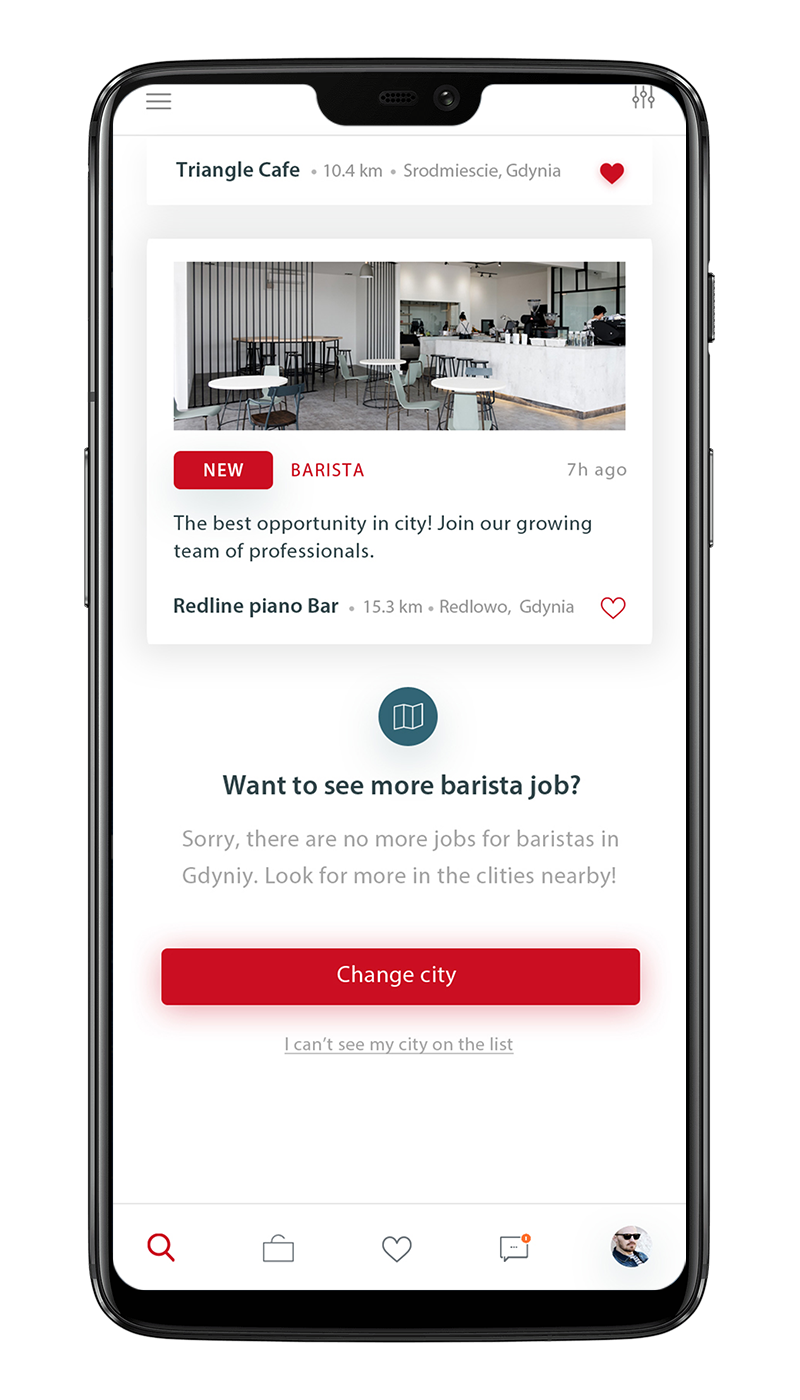 Triangle Cafe • 10.4 km • Srodmiescie, Gdynia
NEW BARISTA 7h ago
The best opportunity in city! Join our growing
team of professionals.
Redline piano Bar • 15.3 km • Redlowo, Gdynia
Want to see more barista job?
Sorry, there are no more jobs for baristas in
Gdyniy. Look for more in the clities nearby!
Change city
I can't see my city on the list